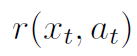 r(x_t, a_t)